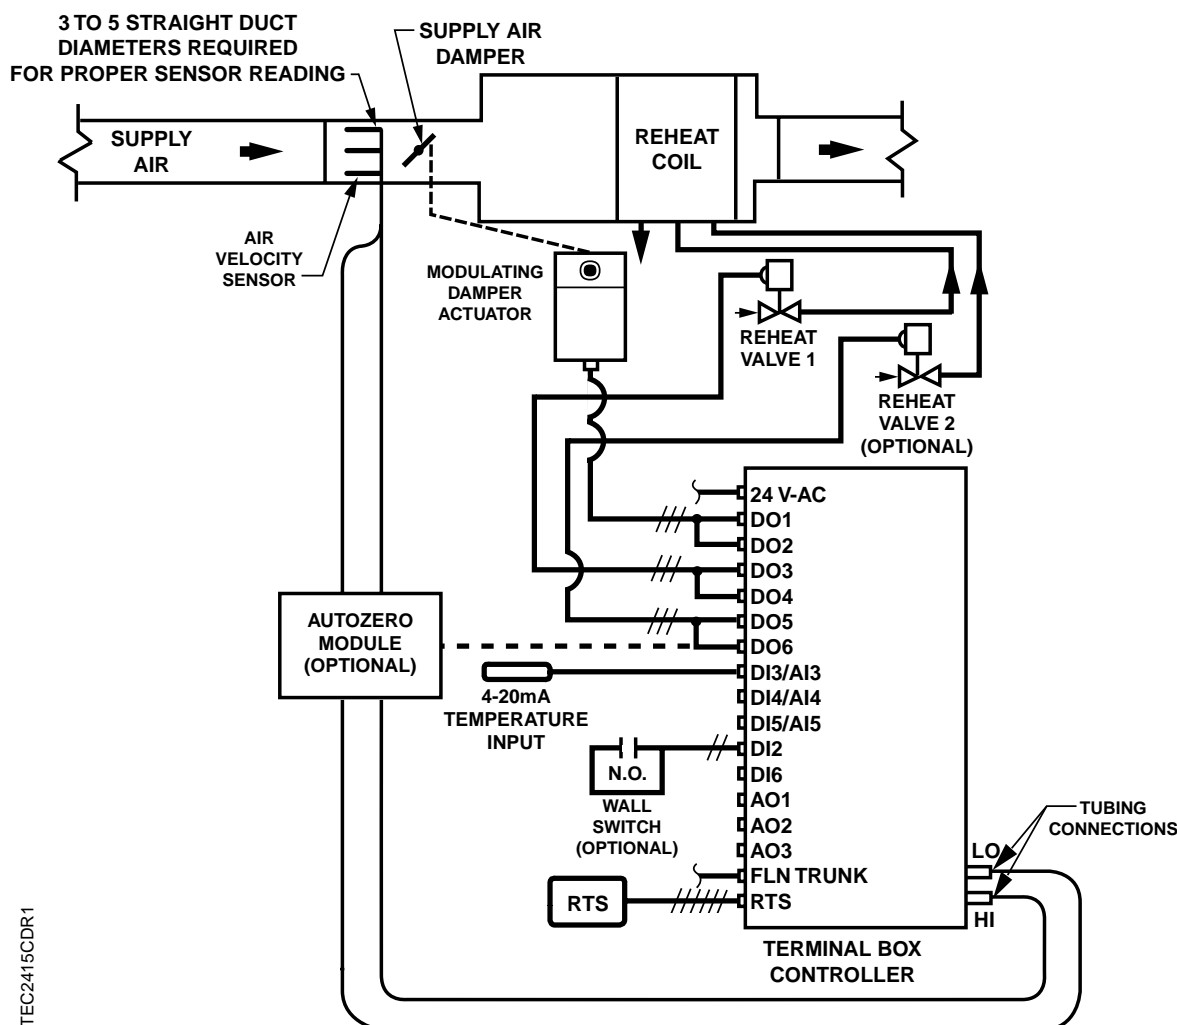 3 TO 5 STRAIGHT DUCT
DIAMETERS REQUIRED
FOR PROPER SENSOR READING
SUPPLY AIR
DAMPER
SUPPLY
AIR
REHEAT
COIL
AIR
VELOCITY
SENSOR
MODULATING
DAMPER
ACTUATOR
REHEAT
VALVE 1
REHEAT
VALVE 2
(OPTIONAL)
24 V-AC
DO1
DO2
DO3
DO4
DO5
DO6
DI3/AI3
DI4/AI4
DI5/AI5
DI2
DI6
AO1
AO2
AO3
FLN TRUNK
RTS
AUTOZERO
MODULE
(OPTIONAL)
4-20mA
TEMPERATURE
INPUT
N.O.
WALL
SWITCH
(OPTIONAL)
RTS
LO
HI
TUBING
CONNECTIONS
TERMINAL BOX
CONTROLLER
TEC2415CDR1